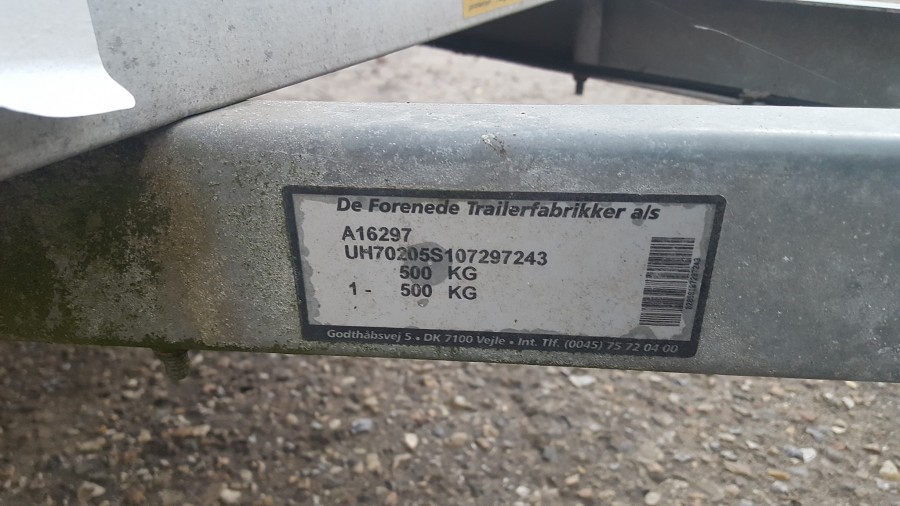 De Forenede Trailerfabrikker a/s
A16297
UH70205S107297243
500 KG
1 - 500 KG
Godthåbsvej 5 • DK 7100 Vejle • Int. Tlf. (0045) 75 72 04 00